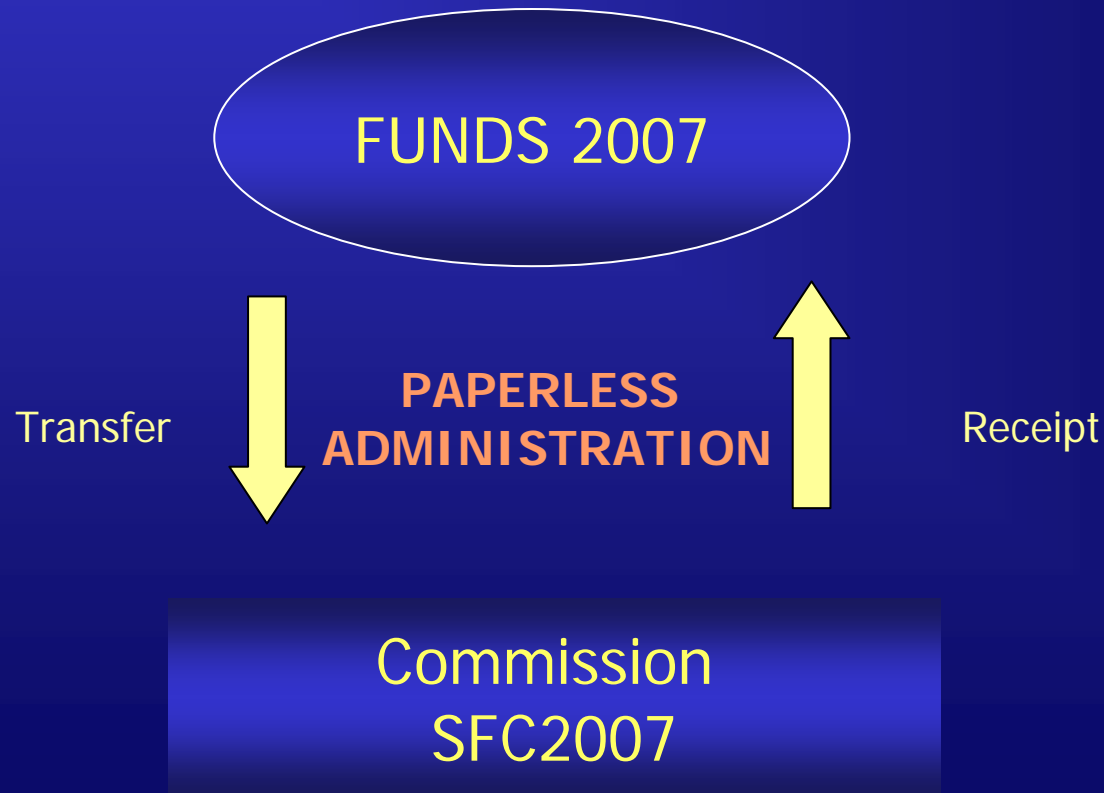 FUNDS 2007
Transfer
PAPERLESS
ADMINISTRATION
Receipt
Commission
SFC2007